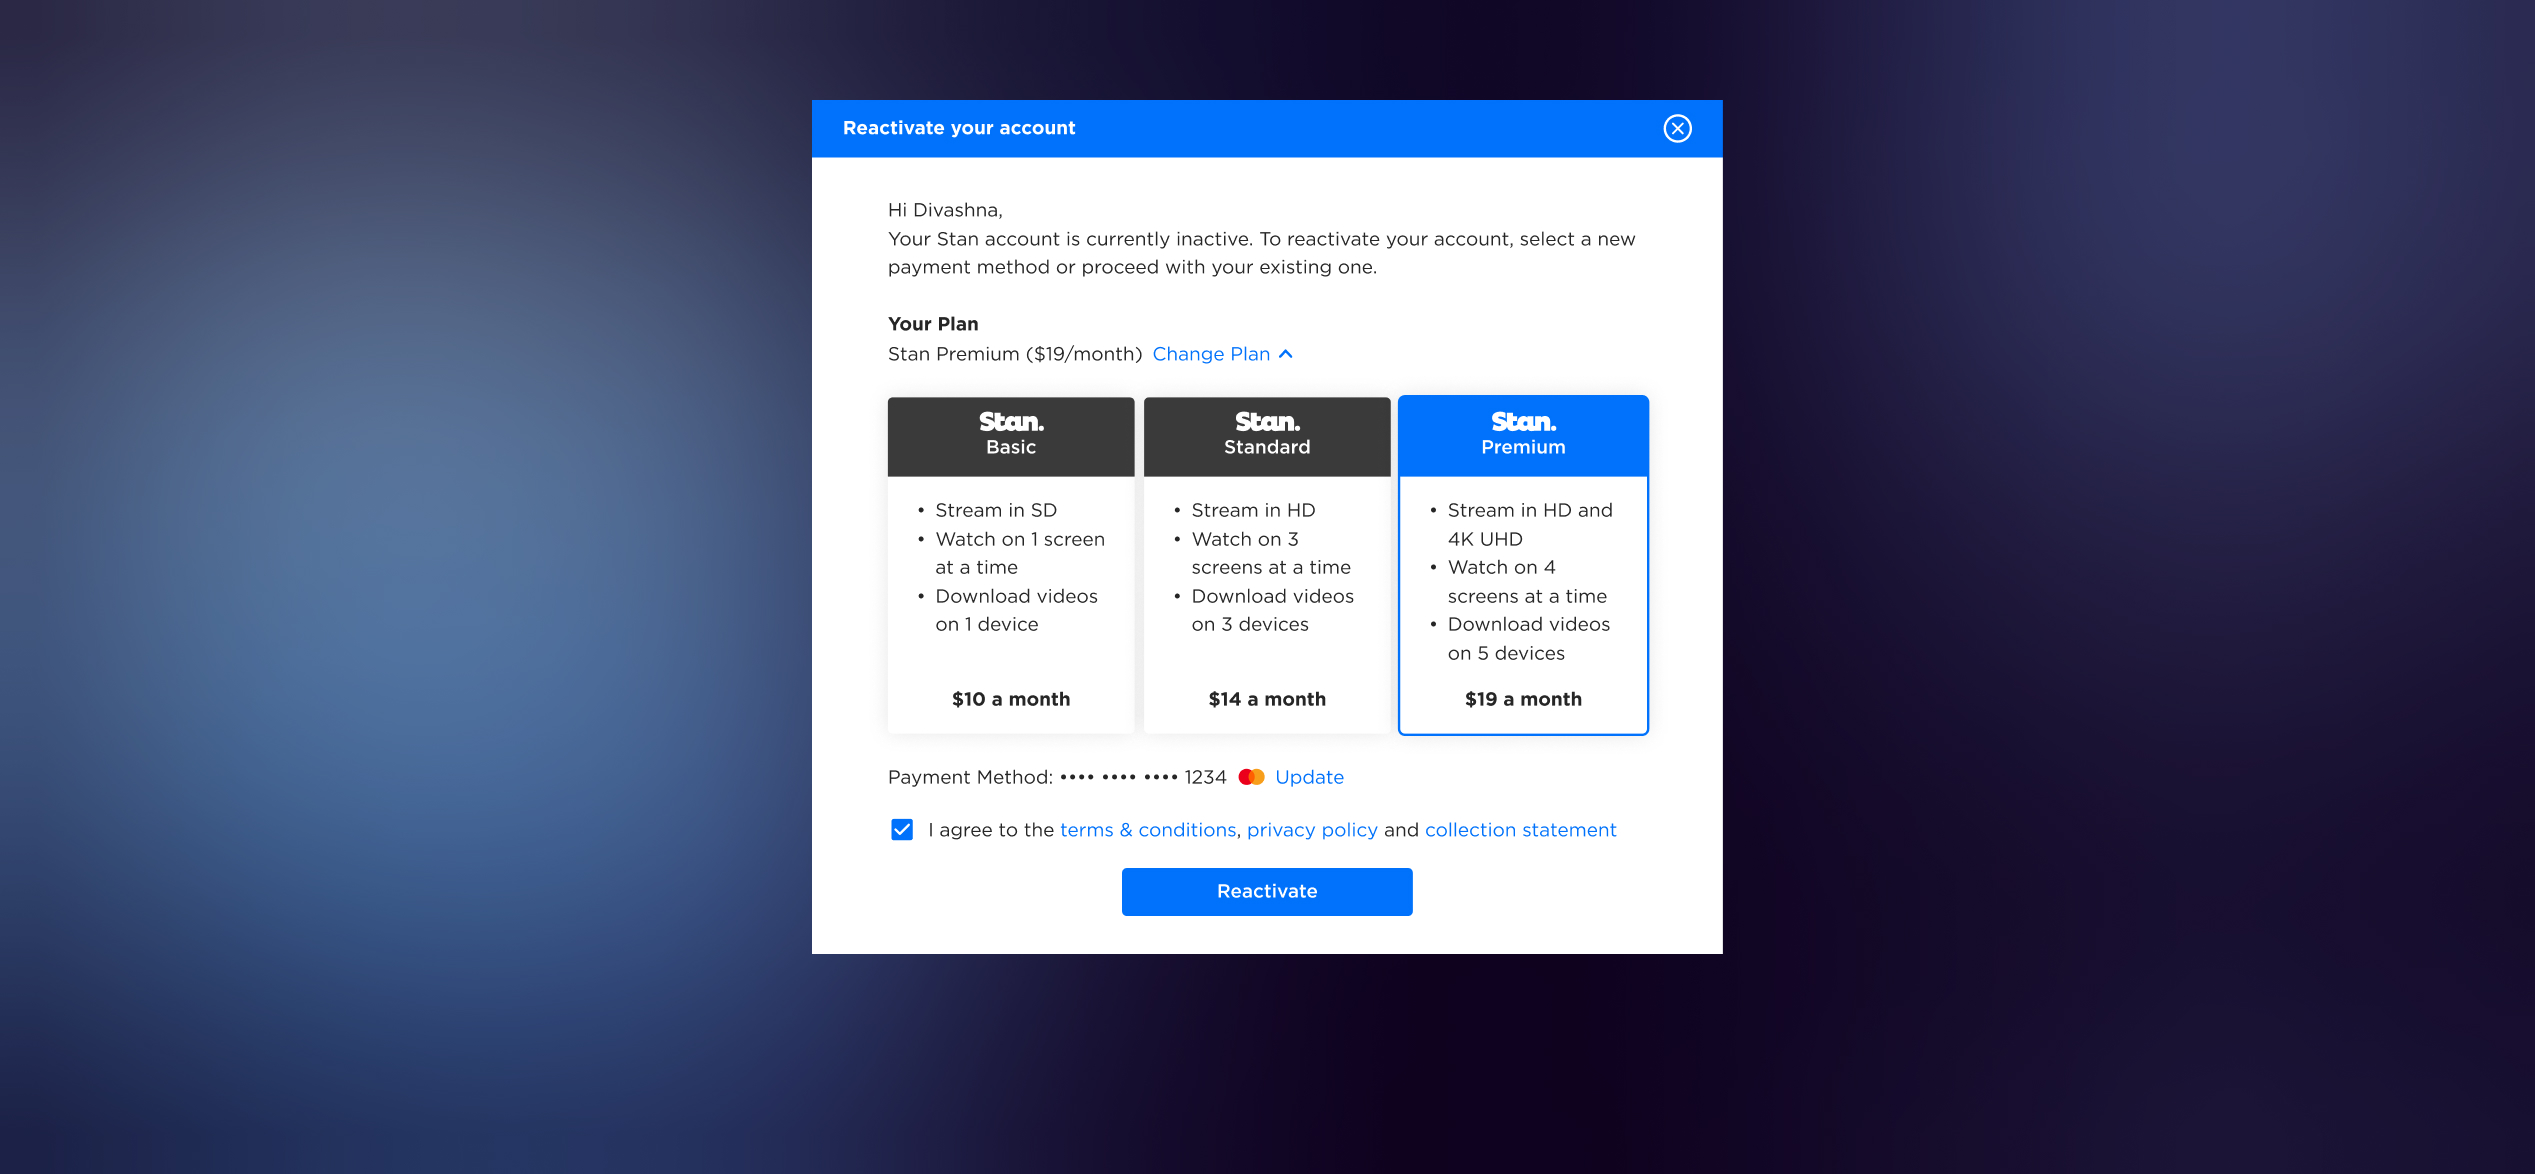 Reactivate your account
Hi Divashna,
Your Stan account is currently inactive. To reactivate your account, select a new
payment method or proceed with your existing one.
Your Plan
Stan Premium ($19/month) Change Plan
Stan.
Basic
• Stream in SD
• Watch on 1 screen
at a time
• Download videos
on 1 device
$10 a month
Stan.
Standard
• Stream in HD
• Watch on 3
screens at a time
• Download videos
on 3 devices
$14 a month
Stan.
Premium
• Stream in HD and
4K UHD
• Watch on 4
screens at a time
• Download videos
on 5 devices
$19 a month
Payment Method: •••• •••• •••• 1234 Update
I agree to the terms & conditions, privacy policy and collection statement
Reactivate